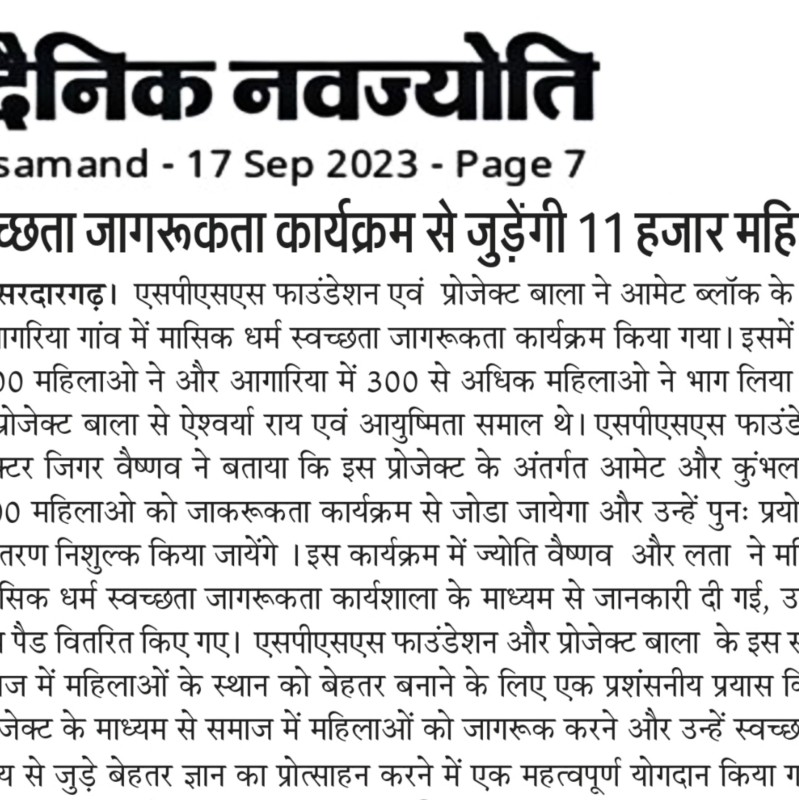 दैनिक नवज्योति
samand - 17 Sep 2023 - Page 7
च्छता जागरूकता कार्यक्रम से जुड़ेंगी 11 हजार महि
सरदारगढ़। एसपीएसएस फाउंडेशन एवं प्रोजेक्ट बाला ने आमेट ब्लॉक के
गरिया गांव में मासिक धर्म स्वच्छता जागरूकता कार्यक्रम किया गया। इसमें
00 महिलाओ ने और आगारिया में 300 से अधिक महिलाओ ने भाग लिया
प्रोजेक्ट बाला से ऐश्वर्या राय एवं आयुष्मिता समाल थे। एसपीएसएस फाउंडे
क्टर जिगर वैष्णव ने बताया कि इस प्रोजेक्ट के अंतर्गत आमेट और कुंभल
00 महिलाओ को जाकरूकता कार्यक्रम से जोडा जायेगा और उन्हें पुनः प्रयो
तरण निशुल्क किया जायेंगे । इस कार्यक्रम में ज्योति वैष्णव और लता ने मि
सिक धर्म स्वच्छता जागरूकता कार्यशाला के माध्यम से जानकारी दी गई, उ
पैड वितरित किए गए। एसपीएसएस फाउंडेशन और प्रोजेक्ट बाला के इस स
ज में महिलाओं के स्थान को बेहतर बनाने के लिए एक प्रशंसनीय प्रयास कि
जेक्ट के माध्यम से समाज में महिलाओं को जागरूक करने और उन्हें स्वच्छ
य से जुड़े बेहतर ज्ञान का प्रोत्साहन करने में एक महत्वपूर्ण योगदान किया ग